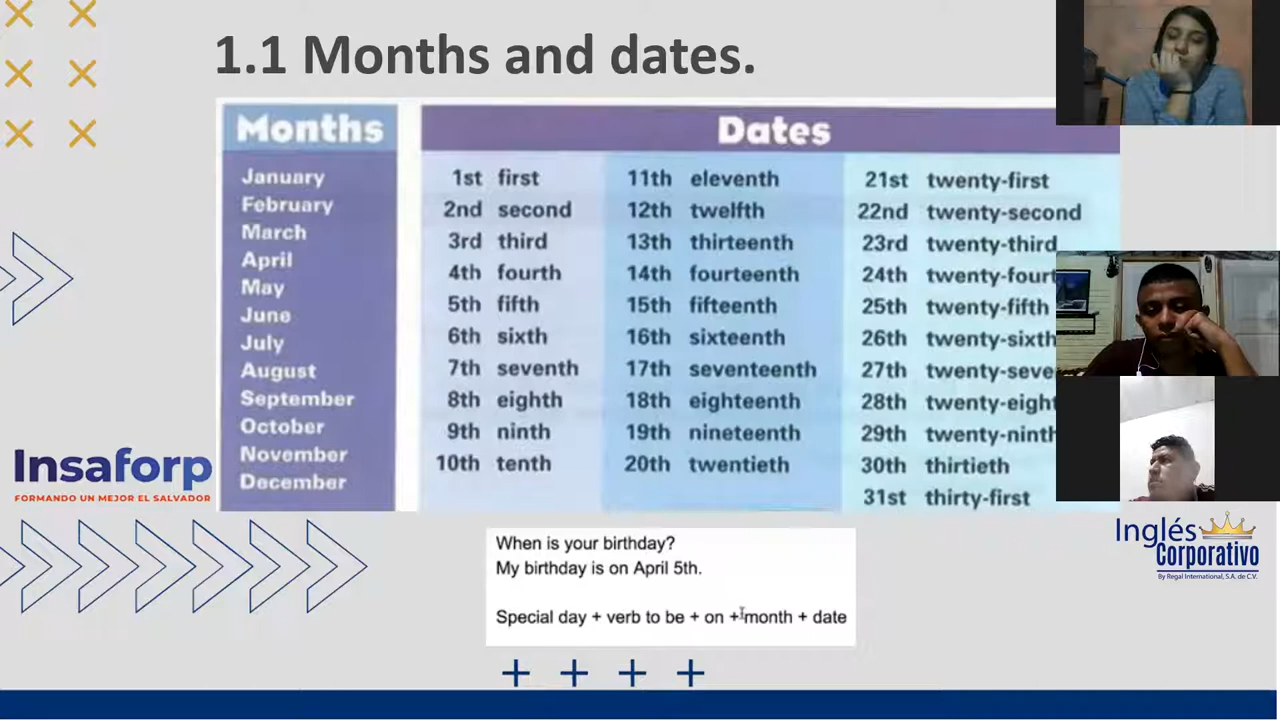 1.1 Months and dates.
Months
January
February
March
April
May
June
July
August
September
October
November
December
Dates
1st first
2nd second
3rd third
4th fourth
5th fifth
6th sixth
7th seventh
8th eighth
9th ninth
10th tenth
11th eleventh
12th twelfth
13th thirteenth
14th fourteenth
15th fifteenth
16th sixteenth
17th seventeenth
18th eighteenth
19th nineteenth
20th twentieth
21st twenty-first
22nd twenty-second
23rd twenty-third
24th twenty-fourt
25th twenty-fifth
26th twenty-sixth
27th twenty-seve
28th twenty-eight
29th twenty-ninth
30th thirtieth
31st thirty-first
Insaforp
FORMANDO UN MEJOR EL SALVADOR
When is your birthday?
My birthday is on April 5th.
Special day + verb to be + on + month + date
Inglés
Corporativo
By Regal International, S.A. de C.V.